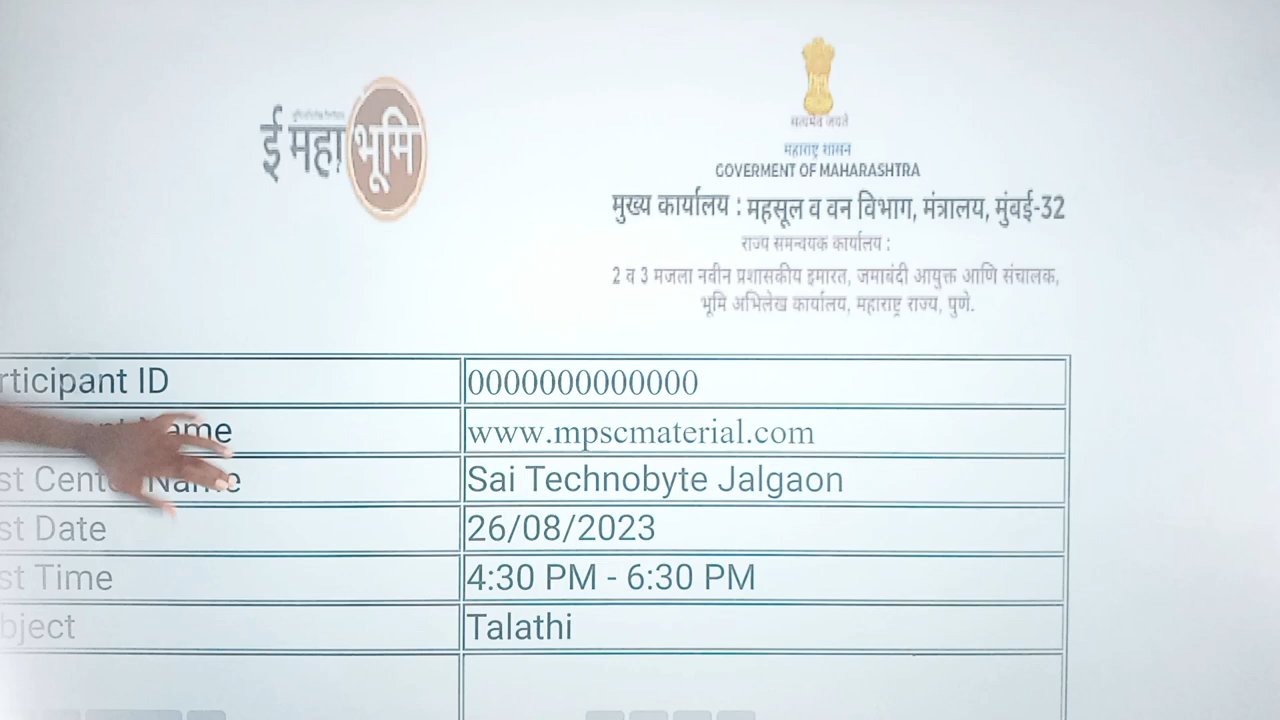 ई महाभूमि
सत्यमेव जयते
महाराष्ट्र शासन
GOVERMENT OF MAHARASHTRA
मुख्य कार्यालय : महसूल व वन विभाग, मंत्रालय, मुंबई-32
राज्य समन्वयक कार्यालय :
2 व 3 मजला नवीन प्रशासकीय इमारत, जमाबंदी आयुक्त आणि संचालक,
भूमि अभिलेख कार्यालय, महाराष्ट्र राज्य, पुणे.
rticipant ID 0000000000000
ame www.mpscmaterial.com
st Center Name Sai Technobyte Jalgaon
st Date 26/08/2023
st Time 4:30 PM - 6:30 PM
bject Talathi